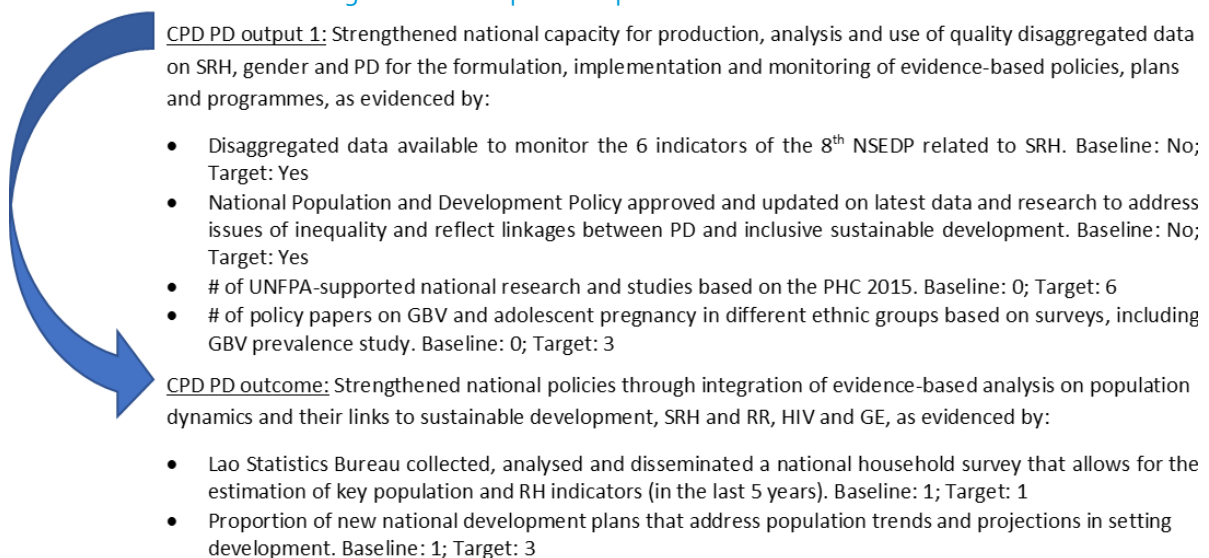 CPD PD output 1: Strengthened national capacity for production, analysis and use of quality disaggregated data
on SRH, gender and PD for the formulation, implementation and monitoring of evidence-based policies, plans
and programmes, as evidenced by:
• Disaggregated data available to monitor the 6 indicators of the 8th NSEDP related to SRH. Baseline: No;
Target: Yes
• National Population and Development Policy approved and updated on latest data and research to address
issues of inequality and reflect linkages between PD and inclusive sustainable development. Baseline: No;
Target: Yes
• # of UNFPA-supported national research and studies based on the PHC 2015. Baseline: 0; Target: 6
• # of policy papers on GBV and adolescent pregnancy in different ethnic groups based on surveys, including
GBV prevalence study. Baseline: 0; Target: 3
CPD PD outcome: Strengthened national policies through integration of evidence-based analysis on population
dynamics and their links to sustainable development, SRH and RR, HIV and GE, as evidenced by:
• Lao Statistics Bureau collected, analysed and disseminated a national household survey that allows for the
estimation of key population and RH indicators (in the last 5 years). Baseline: 1; Target: 1
• Proportion of new national development plans that address population trends and projections in setting
development. Baseline: 1; Target: 3